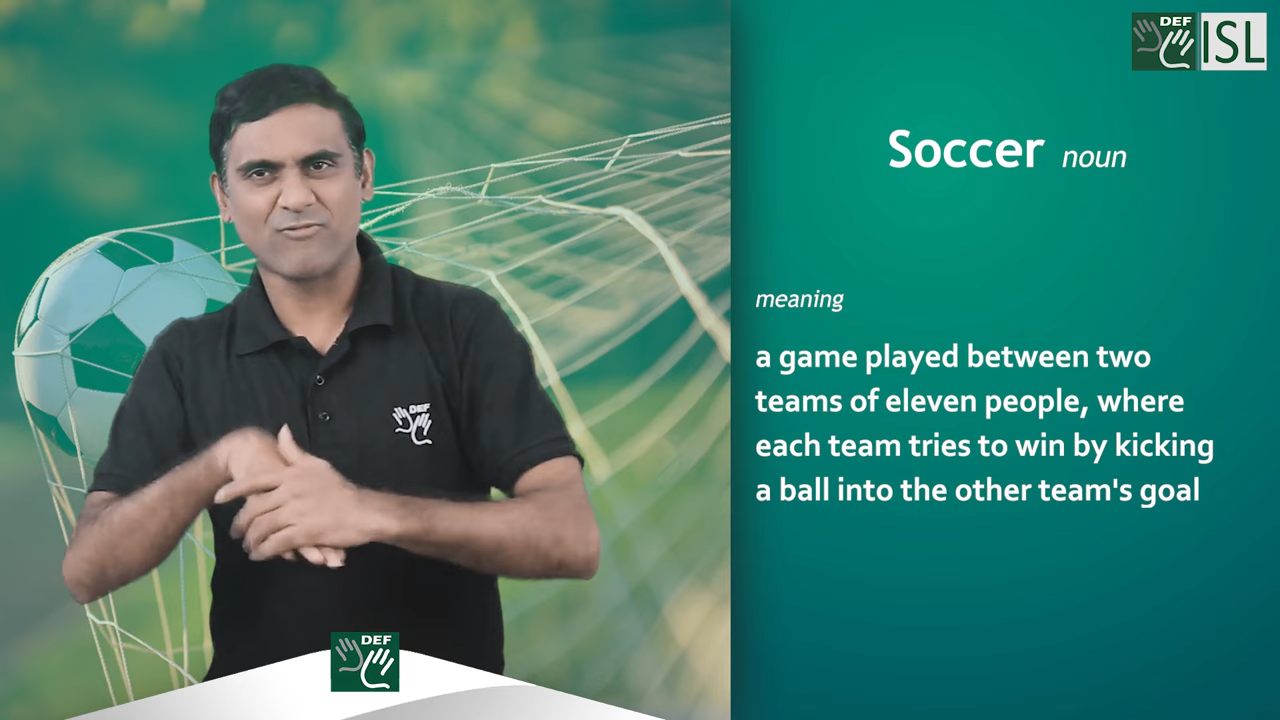 DEF
ISL
Soccer noun
meaning
a game played between two
teams of eleven people, where
each team tries to win by kicking
a ball into the other team's goal
DEF
DEF